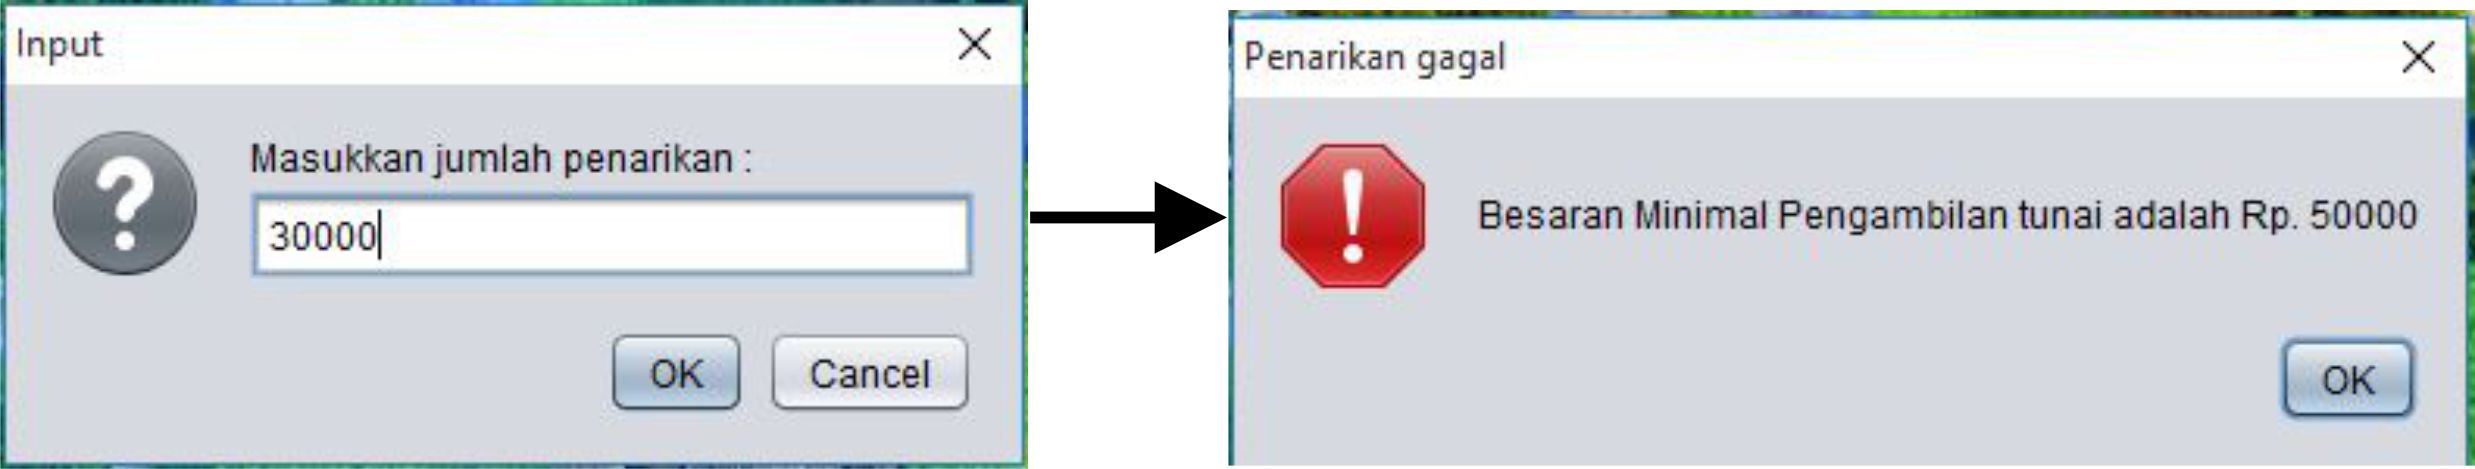 Input
Masukkan jumlah penarikan :
30000
OK
Cancel
Penarikan gagal
Besaran Minimal Pengambilan tunai adalah Rp. 50000
OK